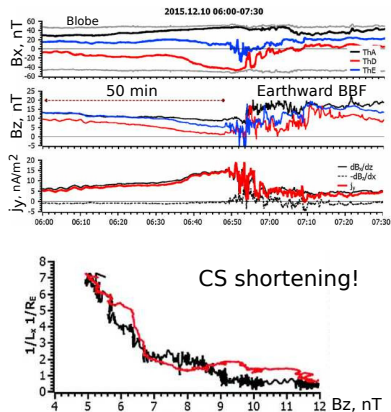 2015.12.10 06:00-07:30
Bx, nT
60
50
40
20
0
-20
-40
-60
Blobe
ThA
ThD
ThE
Bz, nT
20
15
10
5
0
-5
50 min
Earthward BBF
jy, nA/m²
20
15
10
5
0
-5
dBₓ/dz
-dB_z/dx
J_y
06:00 06:10 06:20 06:30 06:40 06:50 07:00 07:10 07:20 07:30
CS shortening!
1/Lₓ 1/R_E
8
7
6
5
4
3
2
1
0
4 5 6 7 8 9 10 11 12 Bz, nT